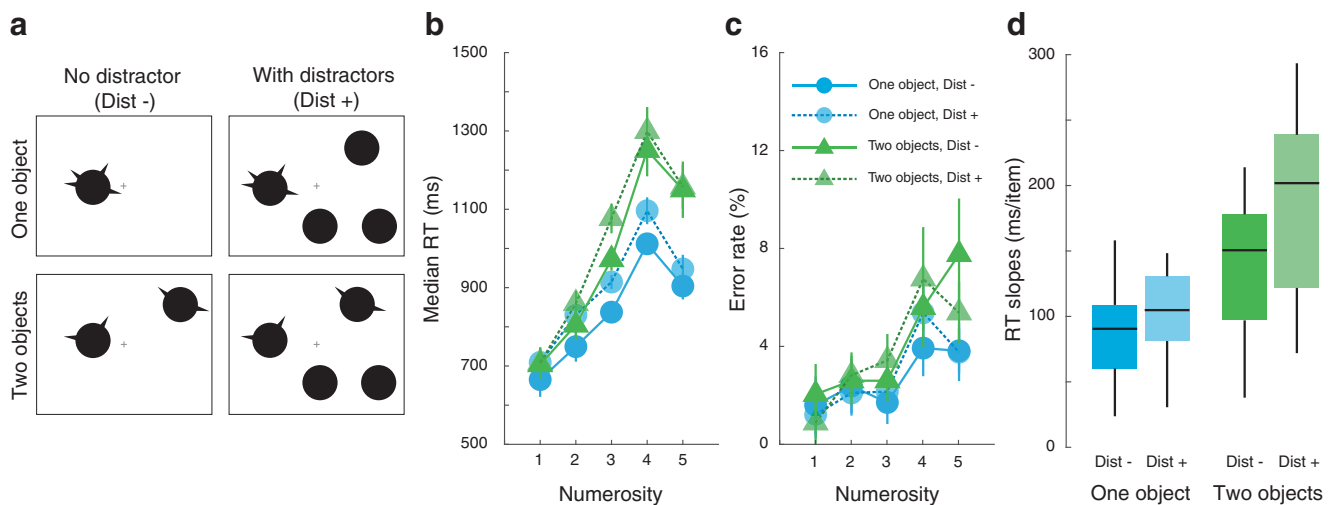 a
No distractor
(Dist -)
With distractors
(Dist +)
One object
Two objects
b
Median RT (ms)
1500
1300
1100
900
700
500
1
2
3
4
5
Numerosity
c
Error rate (%)
16
12
8
4
0
One object, Dist -
One object, Dist +
Two objects, Dist -
Two objects, Dist +
1
2
3
4
5
Numerosity
d
RT slopes (ms/item)
300
200
100
0
Dist - Dist +
One object
Dist - Dist +
Two objects